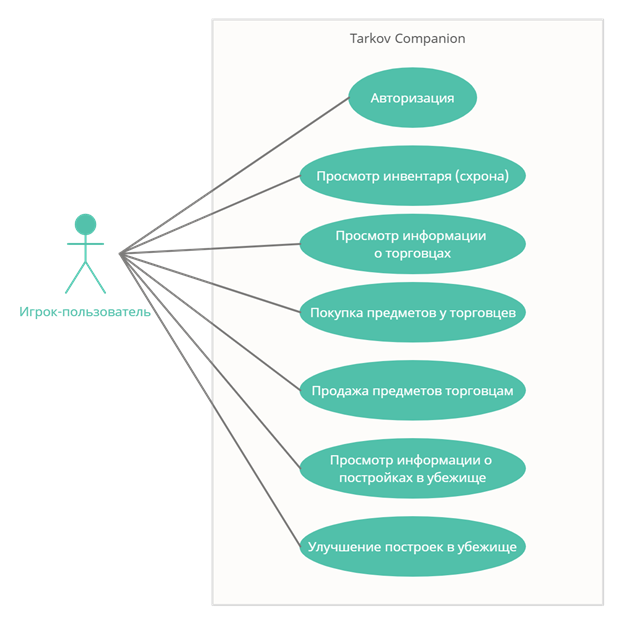 Tarkov Companion
Авторизация
Просмотр инвентаря (схрона)
Просмотр информации
о торговцах
Игрок-пользователь
Покупка предметов у торговцев
Продажа предметов торговцам
Просмотр информации о
постройках в убежище
Улучшение построек в убежище